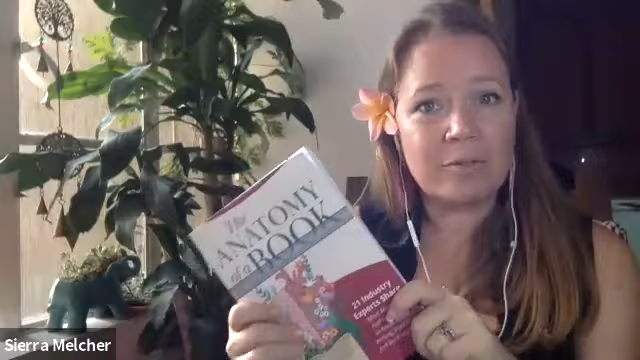 The
ANATOMY
of a BOOK
21 Industry
Experts Share
Sierra Melcher